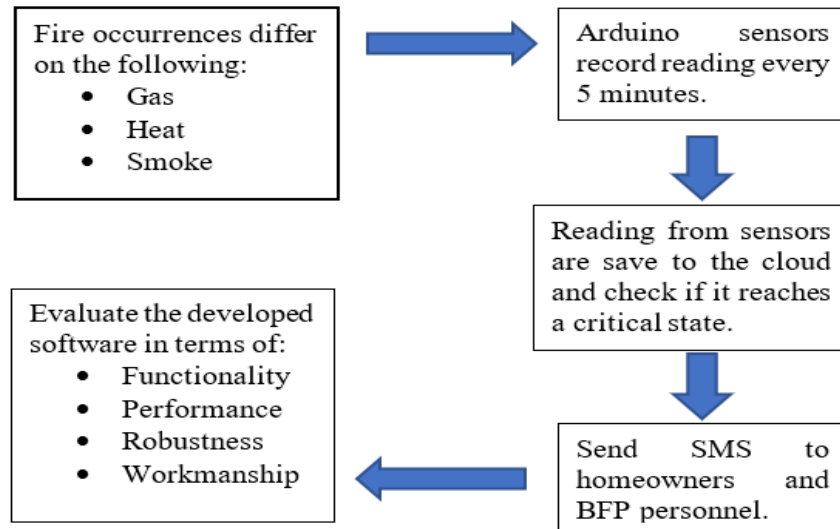 Fire occurrences differ
on the following:
• Gas
• Heat
• Smoke
Arduino sensors
record reading every
5 minutes.
Reading from sensors
are save to the cloud
and check if it reaches
a critical state.
Send SMS to
homeowners and
BFP personnel.
Evaluate the developed
software in terms of:
• Functionality
• Performance
• Robustness
• Workmanship